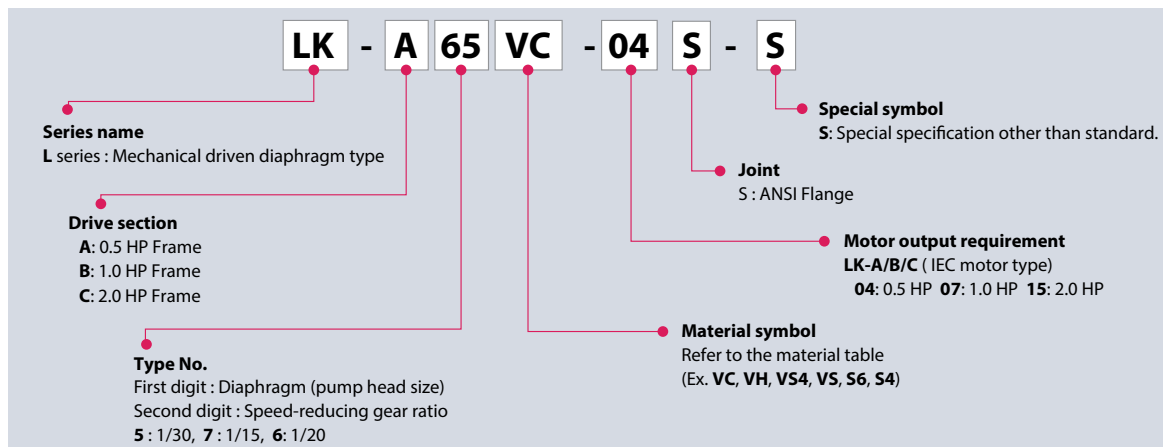 LK - A 65 VC - 04 S - S
Series name
L series : Mechanical driven diaphragm type
Drive section
A: 0.5 HP Frame
B: 1.0 HP Frame
C: 2.0 HP Frame
Type No.
First digit : Diaphragm (pump head size)
Second digit : Speed-reducing gear ratio
5 : 1/30, 7 : 1/15, 6: 1/20
Special symbol
S: Special specification other than standard.
Joint
S : ANSI Flange
Motor output requirement
LK-A/B/C ( IEC motor type)
04: 0.5 HP 07: 1.0 HP 15: 2.0 HP
Material symbol
Refer to the material table
(Ex. VC, VH, VS4, VS, S6, S4)